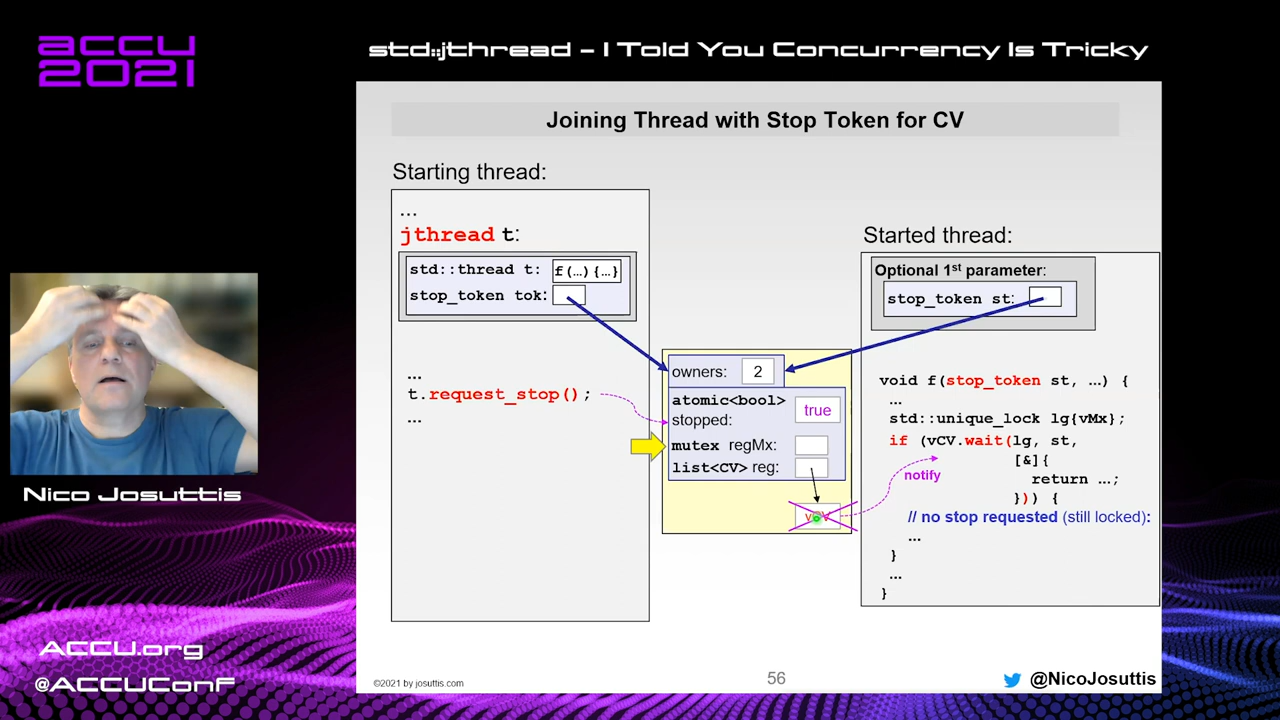 accu
2021
std::jthread – I Told You Concurrency Is Tricky
Joining Thread with Stop Token for CV
Starting thread:
...
jthread t:
std::thread t: f(…){…}
stop_token tok:
...
t.request_stop();
...
owners: 2
atomic<bool>
stopped: true
mutex regMx:
list<CV> reg:
vCV
notify
Started thread:
Optional 1st parameter:
stop_token st:
void f(stop_token st, …) {
...
std::unique_lock lg{vMx};
if (vCV.wait(lg, st,
[&]{
return …;
})) {
// no stop requested (still locked):
...
}
...
}
Nico Josuttis
ACCU.org
@ACCUConf
©2021 by josuttis.com
56
@NicoJosuttis